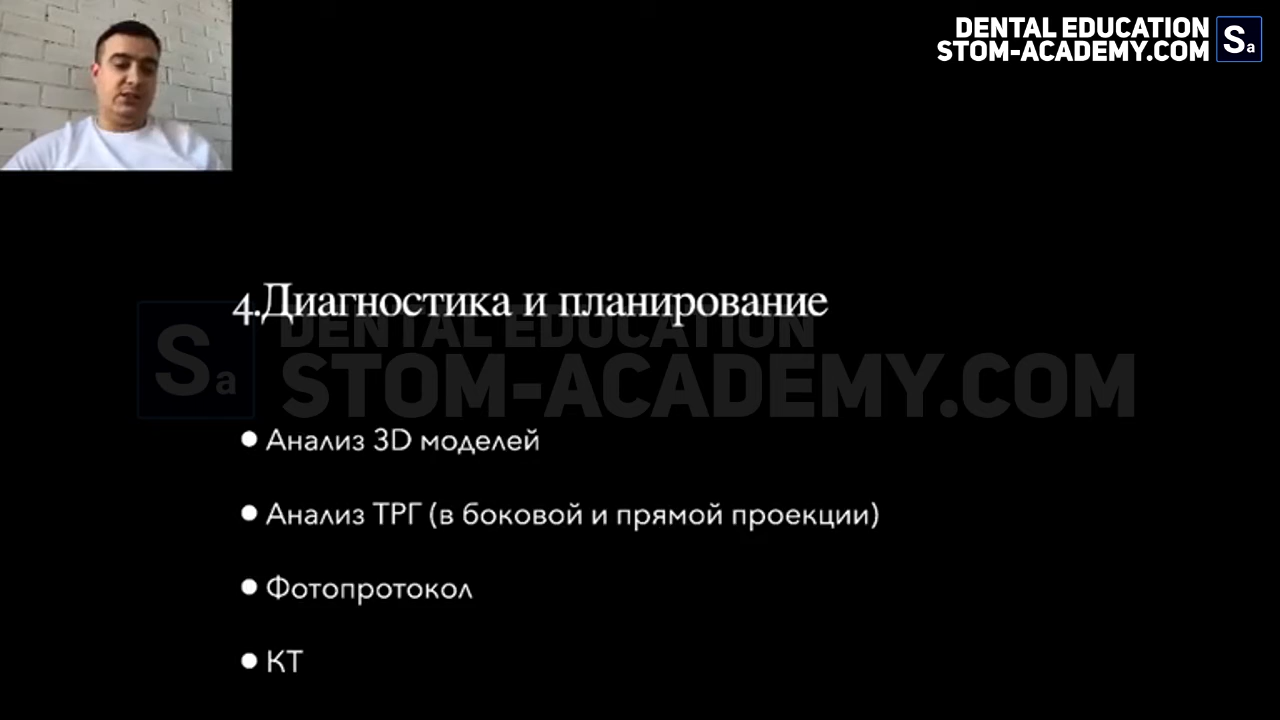 DENTAL EDUCATION
STOM-ACADEMY.COM
Sa
4.Диагностика и планирование
Sa
DENTAL EDUCATION
STOM-ACADEMY.COM
● Анализ 3D моделей
● Анализ ТРГ (в боковой и прямой проекции)
● Фотопротокол
● КТ